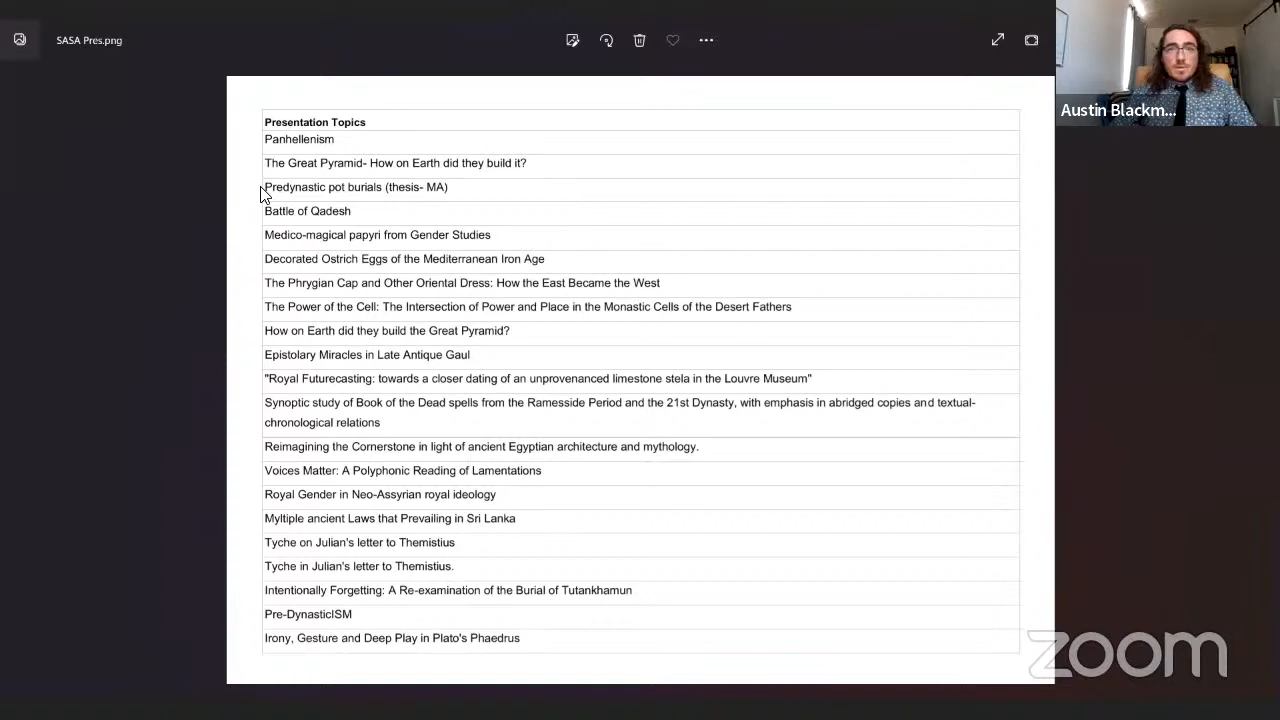 SASA Pres.png
Austin Blackm...
Presentation Topics
Panhellenism
The Great Pyramid- How on Earth did they build it?
Predynastic pot burials (thesis- MA)
Battle of Qadesh
Medico-magical papyri from Gender Studies
Decorated Ostrich Eggs of the Mediterranean Iron Age
The Phrygian Cap and Other Oriental Dress: How the East Became the West
The Power of the Cell: The Intersection of Power and Place in the Monastic Cells of the Desert Fathers
How on Earth did they build the Great Pyramid?
Epistolary Miracles in Late Antique Gaul
"Royal Futurecasting: towards a closer dating of an unprovenanced limestone stela in the Louvre Museum"
Synoptic study of Book of the Dead spells from the Ramesside Period and the 21st Dynasty, with emphasis in abridged copies and textual-
chronological relations
Reimagining the Cornerstone in light of ancient Egyptian architecture and mythology.
Voices Matter: A Polyphonic Reading of Lamentations
Royal Gender in Neo-Assyrian royal ideology
Myltiple ancient Laws that Prevailing in Sri Lanka
Tyche on Julian's letter to Themistius
Tyche in Julian's letter to Themistius.
Intentionally Forgetting: A Re-examination of the Burial of Tutankhamun
Pre-DynasticISM
Irony, Gesture and Deep Play in Plato's Phaedrus
zoom